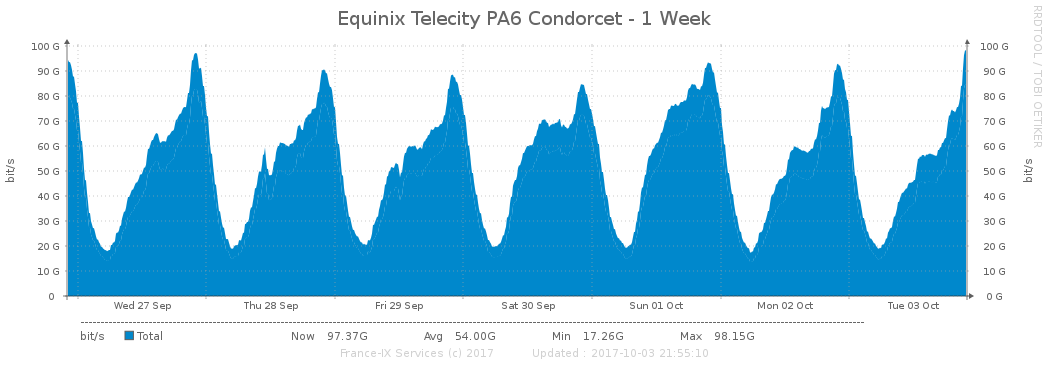 Equinix Telecity PA6 Condorcet - 1 Week
RRDTOOL / TOBI OETIKER
bit/s
100 G
90 G
80 G
70 G
60 G
50 G
40 G
30 G
20 G
10 G
0
100 G
90 G
80 G
70 G
60 G
50 G
40 G
30 G
20 G
10 G
0 G
bit/s
Wed 27 Sep Thu 28 Sep Fri 29 Sep Sat 30 Sep Sun 01 Oct Mon 02 Oct Tue 03 Oct
bit/s Total Now 97.37G Avg 54.00G Min 17.26G Max 98.15G
France-IX Services (c) 2017 Updated : 2017-10-03 21:55:10